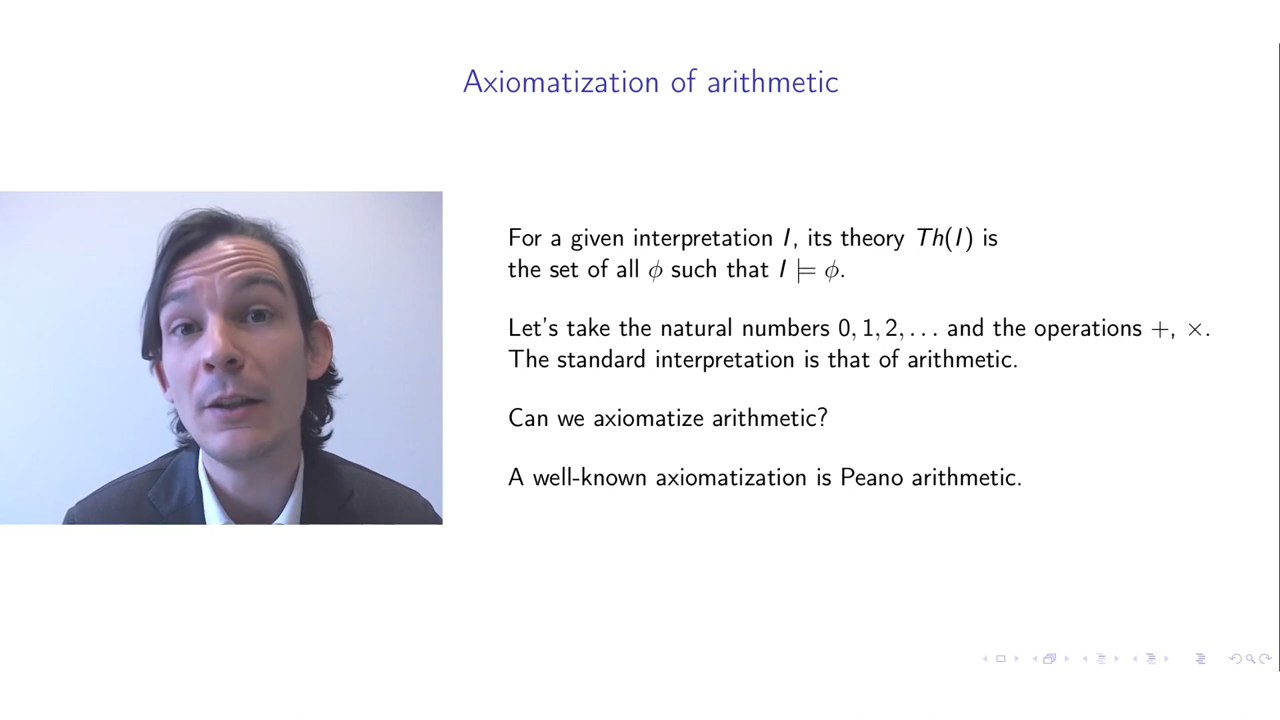 Axiomatization of arithmetic
For a given interpretation I, its theory Th(I) is
the set of all ϕ such that I ⊨ ϕ.
Let's take the natural numbers 0, 1, 2, . . . and the operations +, ×.
The standard interpretation is that of arithmetic.
Can we axiomatize arithmetic?
A well-known axiomatization is Peano arithmetic.